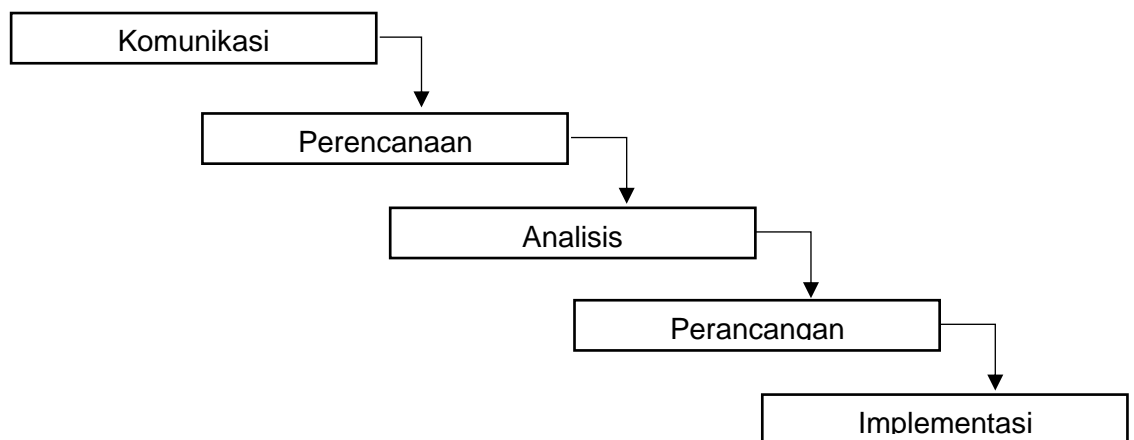 Komunikasi
Perencanaan
Analisis
Perancangan
Implementasi